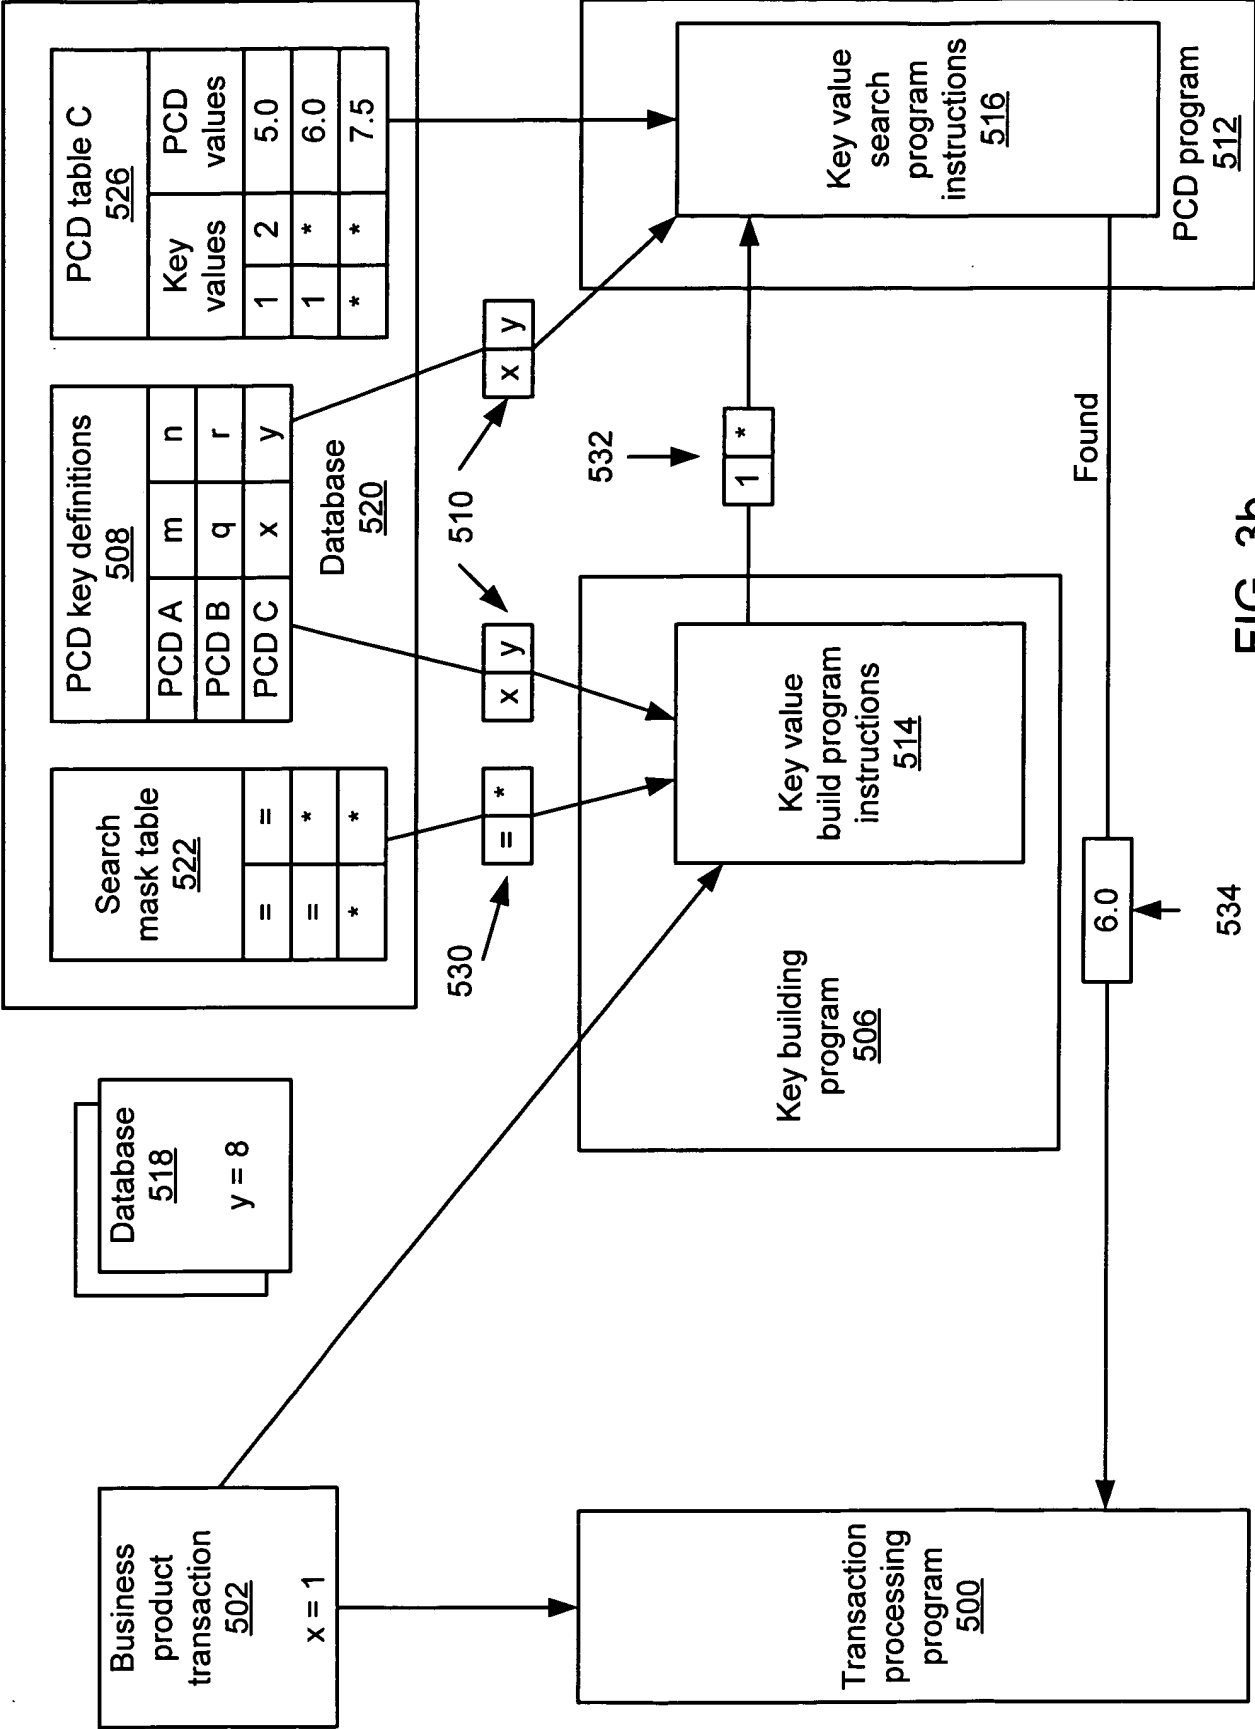 Business
product
transaction
502
x = 1
Database
518
y = 8
Search
mask table
522
= =
= *
* *
PCD key definitions
508
PCD A m n
PCD B q r
PCD C x y
Database
520
PCD table C
526
Key
values
PCD
values
1 2 5.0
1 * 6.0
* * 7.5
530
= *
x y
510
x y
532
1 *
Key building
program
506
Key value
build program
instructions
514
Key value
search
program
instructions
516
PCD program
512
Transaction
processing
program
500
6.0
534
Found
FIG. 3b